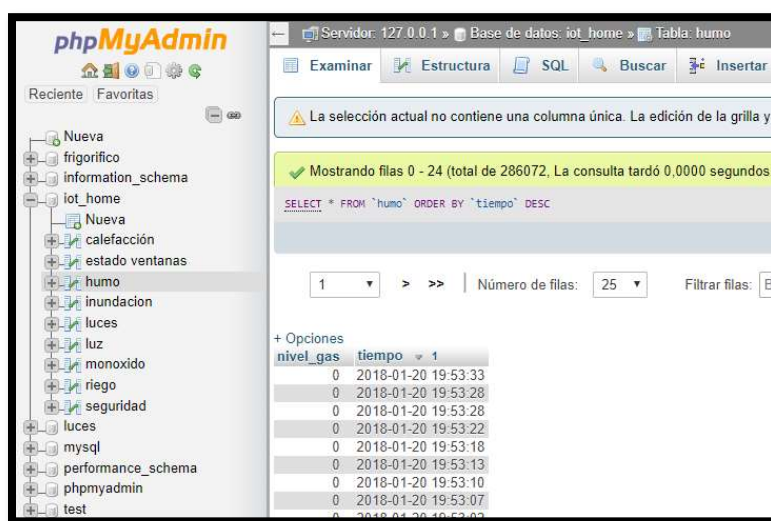 phpMyAdmin
Reciente Favoritas
Nueva
frigorifico
information_schema
iot_home
Nueva
calefacción
estado ventanas
humo
inundacion
luces
luz
monoxido
riego
seguridad
luces
mysql
performance_schema
phpmyadmin
test
Servidor: 127.0.0.1 » Base de datos: iot_home » Tabla: humo
Examinar Estructura SQL Buscar Insertar
La selección actual no contiene una columna única. La edición de la grilla y
Mostrando filas 0 - 24 (total de 286072, La consulta tardó 0,0000 segundos
SELECT * FROM `humo` ORDER BY `tiempo` DESC
1 > >> Número de filas: 25 Filtrar filas:
+ Opciones
nivel_gas tiempo 1
0 2018-01-20 19:53:33
0 2018-01-20 19:53:28
0 2018-01-20 19:53:28
0 2018-01-20 19:53:22
0 2018-01-20 19:53:18
0 2018-01-20 19:53:13
0 2018-01-20 19:53:10
0 2018-01-20 19:53:07